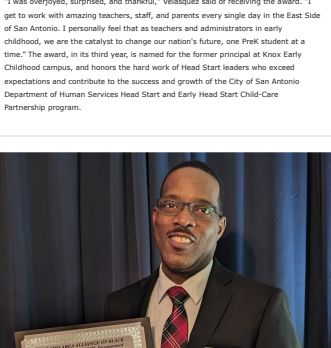 "I was overjoyed, surprised, and thankful," Velasquez said of receiving the award. "I
get to work with amazing teachers, staff, and parents every single day in the East Side
of San Antonio. I personally feel that as teachers and administrators in early
childhood, we are the catalyst to change our nation's future, one PreK student at a
time." The award, in its third year, is named for the former principal at Knox Early
Childhood campus, and honors the hard work of Head Start leaders who exceed
expectations and contribute to the success and growth of the City of San Antonio
Department of Human Services Head Start and Early Head Start Child-Care
Partnership program.
AREA ALLIANCE OF BLACK